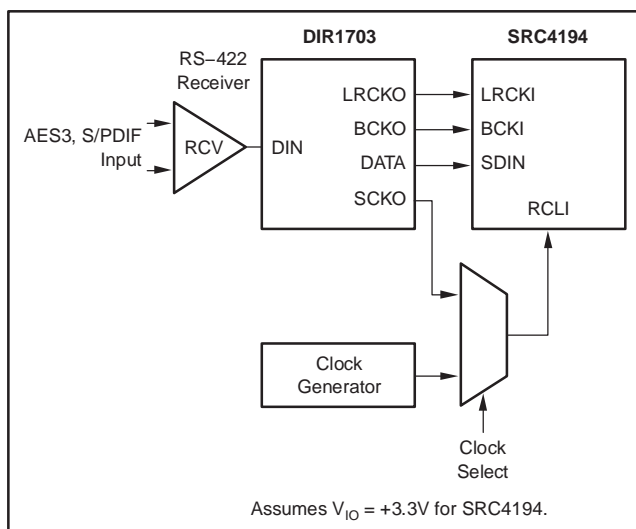 DIR1703
SRC4194
RS−422
Receiver
AES3, S/PDIF
Input
RCV
DIN
LRCKO
BCKO
DATA
SCKO
LRCKI
BCKI
SDIN
RCLI
Clock
Generator
Clock
Select
Assumes VIO = +3.3V for SRC4194.